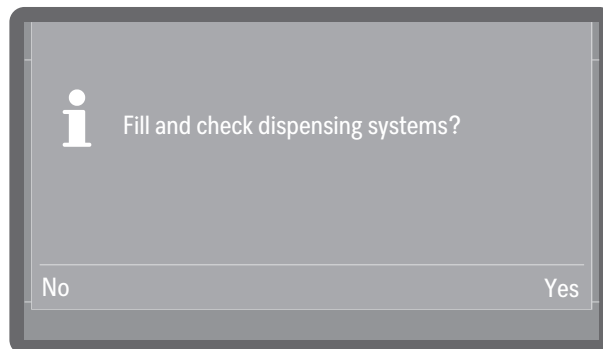 Fill and check dispensing systems?
No Yes